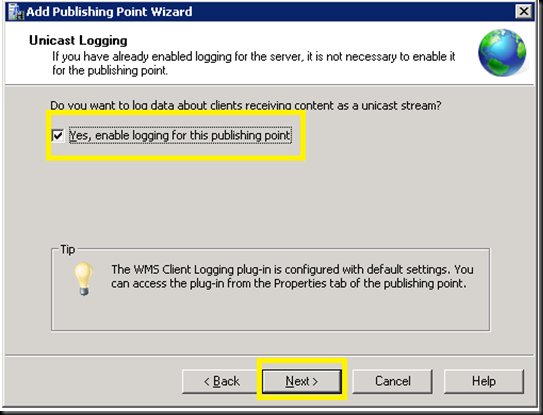 Add Publishing Point Wizard
Unicast Logging
If you have already enabled logging for the server, it is not necessary to enable it
for the publishing point.
Do you want to log data about clients receiving content as a unicast stream?
Yes, enable logging for this publishing point
Tip
The WMS Client Logging plug-in is configured with default settings. You
can access the plug-in from the Properties tab of the publishing point.
< Back
Next >
Cancel
Help